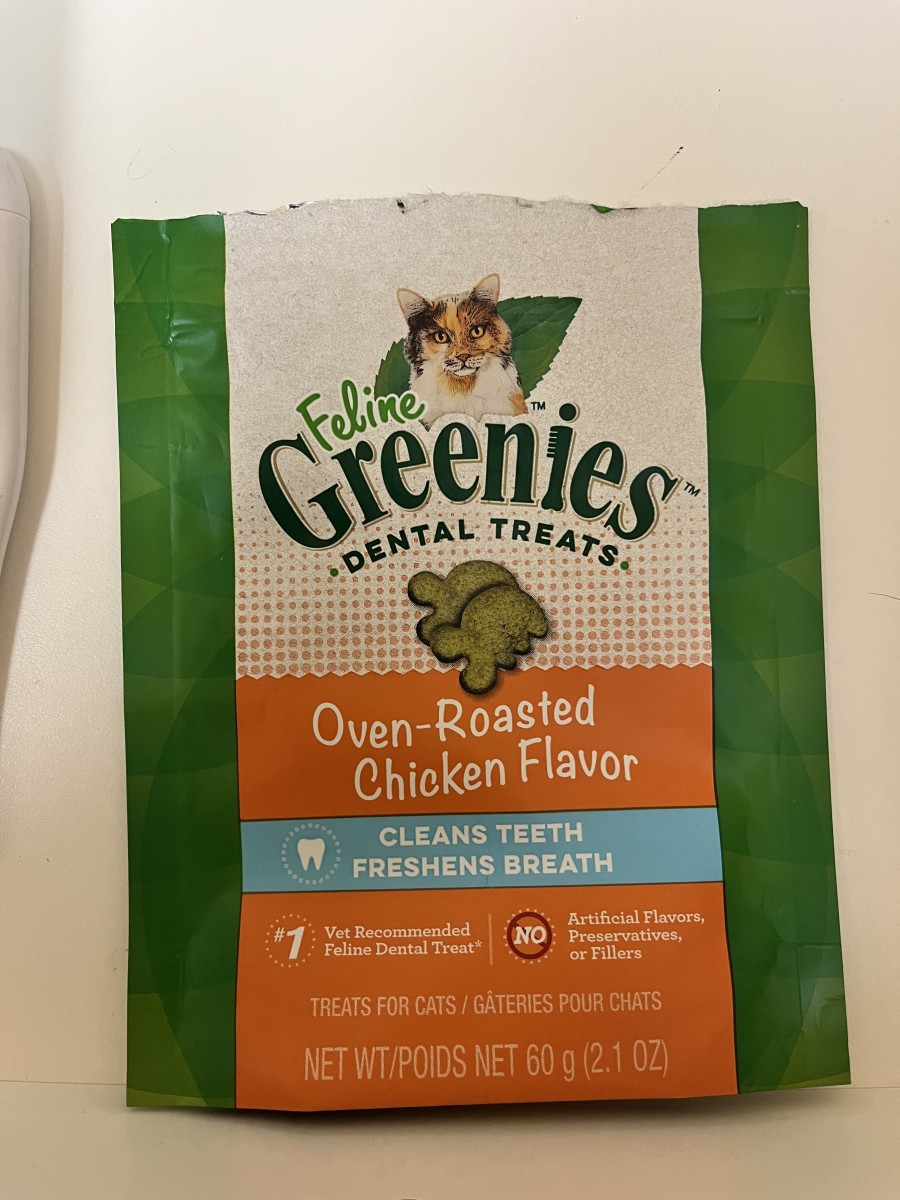 Feline
Greenies™
™
DENTAL TREATS
Oven-Roasted
Chicken Flavor
CLEANS TEETH
FRESHENS BREATH
#1 Vet Recommended
Feline Dental Treat*
NO Artificial Flavors,
Preservatives,
or Fillers
TREATS FOR CATS / GÂTERIES POUR CHATS
NET WT/POIDS NET 60 g (2.1 OZ)